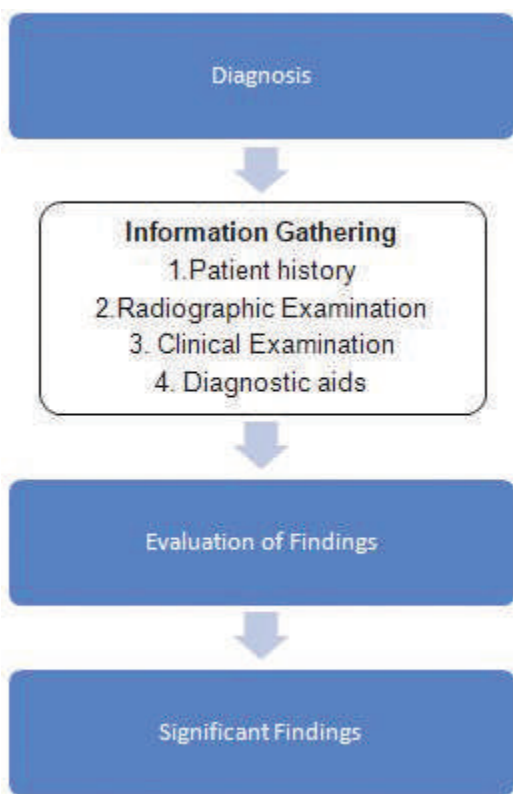 Diagnosis
Information Gathering
1.Patient history
2.Radiographic Examination
3. Clinical Examination
4. Diagnostic aids
Evaluation of Findings
Significant Findings